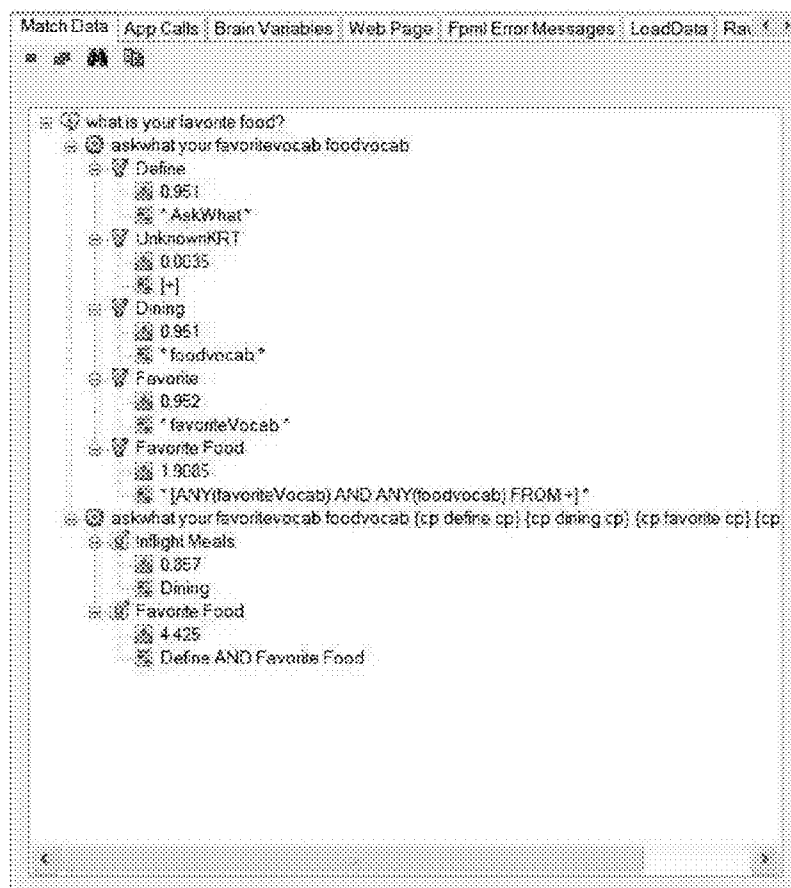 Match Data App Calls Brain Variables Web Page Fpml Error Messages LoadData
what is your favorite food?
askwhat your favoritevocab foodvocab
Define
0.951
* AskWhat *
UnknownKRT
0.0035
[+]
Dining
0.951
* foodvocab *
Favorite
0.952
* favoriteVocab *
Favorite Food
1.9085
* [ANY(favoriteVocab) AND ANY(foodvocab) FROM +] *
askwhat your favoritevocab foodvocab {cp define cp} {cp dining cp} {cp favorite cp} {cp
Inflight Meals
0.857
Dining
Favorite Food
4.425
Define AND Favorite Food